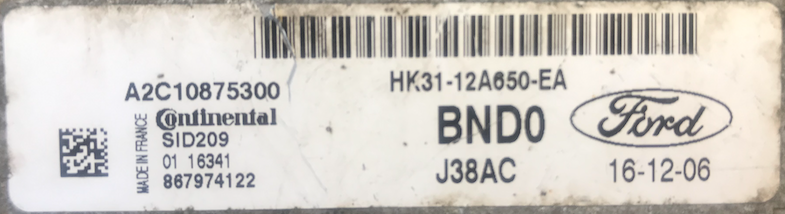 A2C10875300
Continental
SID209
01 16341
867974122
MADE IN FRANCE
HK31-12A650-EA
BND0
Ford
J38AC
16-12-06